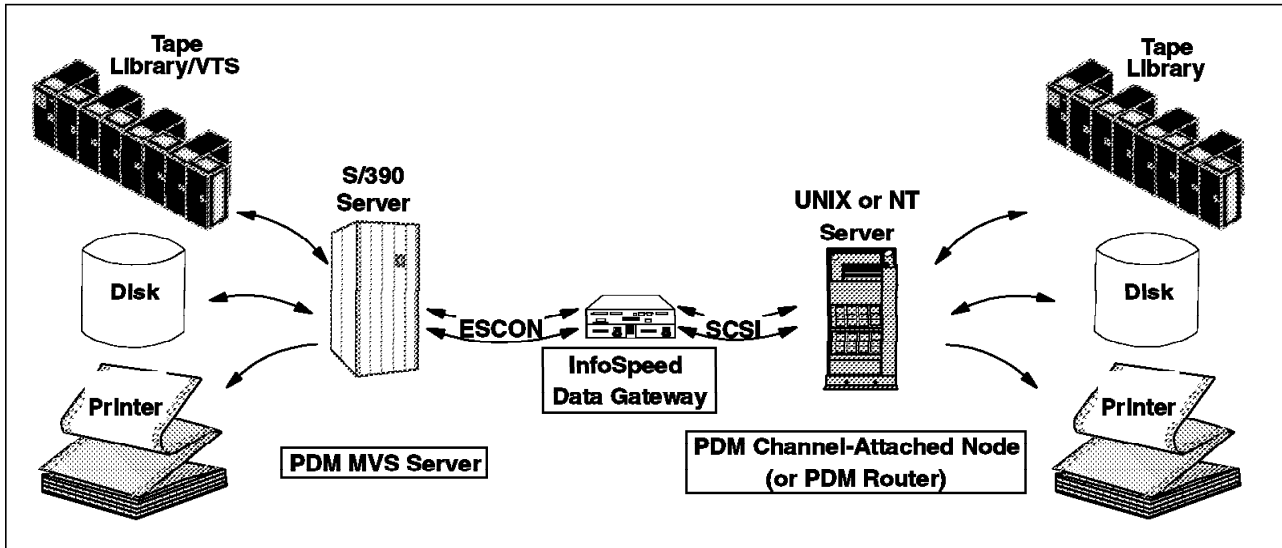 Tape
Library/VTS
Tape
Library
S/390
Server
UNIX or NT
Server
Disk
Disk
ESCON
SCSI
InfoSpeed
Data Gateway
Printer
Printer
PDM MVS Server
PDM Channel-Attached Node
(or PDM Router)